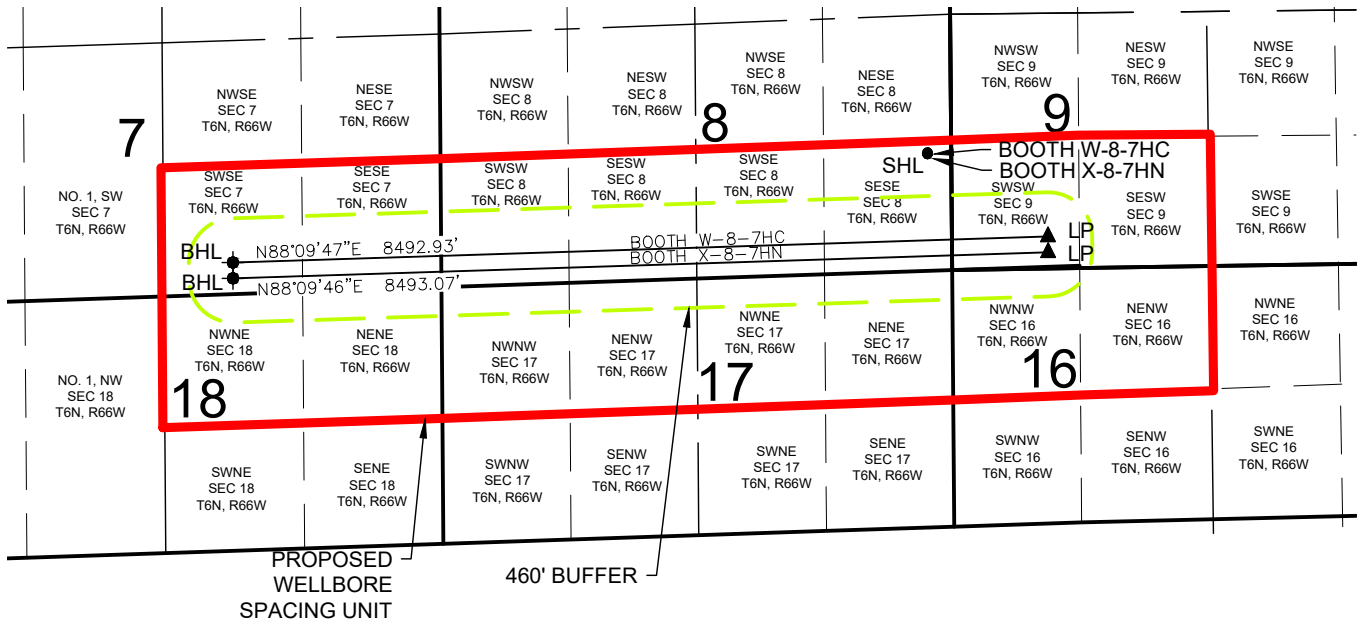 NWSE
SEC 7
T6N, R66W
NESE
SEC 7
T6N, R66W
NWSW
SEC 8
T6N, R66W
NESW
SEC 8
T6N, R66W
NWSE
SEC 8
T6N, R66W
NESE
SEC 8
T6N, R66W
NWSW
SEC 9
T6N, R66W
NESW
SEC 9
T6N, R66W
NWSE
SEC 9
T6N, R66W
7
8
9
NO. 1, SW
SEC 7
T6N, R66W
SWSE
SEC 7
T6N, R66W
SESE
SEC 7
T6N, R66W
SWSW
SEC 8
T6N, R66W
SESW
SEC 8
T6N, R66W
SWSE
SEC 8
T6N, R66W
SESE
SEC 8
T6N, R66W
SHL
BOOTH W-8-7HC
BOOTH X-8-7HN
SWSW
SEC 9
T6N, R66W
SESW
SEC 9
T6N, R66W
SWSE
SEC 9
T6N, R66W
BHL
N88°09'47"E 8492.93'
BOOTH W-8-7HC
LP
BHL
N88°09'46"E 8493.07'
BOOTH X-8-7HN
LP
NO. 1, NW
SEC 18
T6N, R66W
NWNE
SEC 18
T6N, R66W
NENE
SEC 18
T6N, R66W
NWNW
SEC 17
T6N, R66W
NENW
SEC 17
T6N, R66W
NWNE
SEC 17
T6N, R66W
NENE
SEC 17
T6N, R66W
NWNW
SEC 16
T6N, R66W
NENW
SEC 16
T6N, R66W
NWNE
SEC 16
T6N, R66W
18
17
16
SWNE
SEC 18
T6N, R66W
SENE
SEC 18
T6N, R66W
SWNW
SEC 17
T6N, R66W
SENW
SEC 17
T6N, R66W
SWNE
SEC 17
T6N, R66W
SENE
SEC 17
T6N, R66W
SWNW
SEC 16
T6N, R66W
SENW
SEC 16
T6N, R66W
SWNE
SEC 16
T6N, R66W
PROPOSED
WELLBORE
SPACING UNIT
460' BUFFER